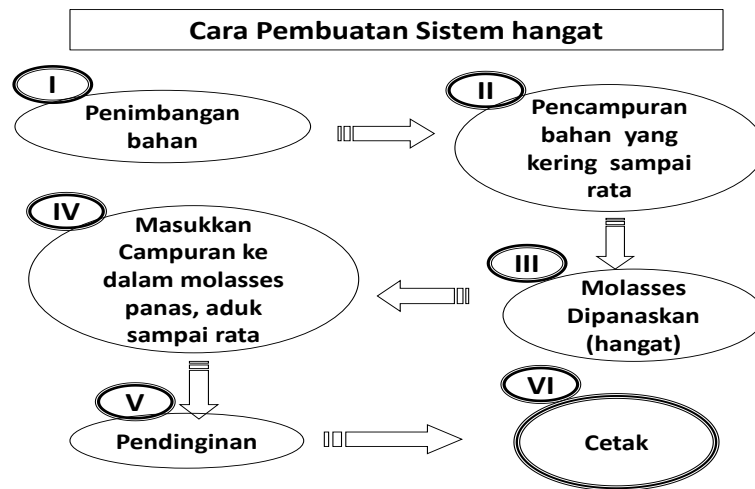 Cara Pembuatan Sistem hangat
I
Penimbangan
bahan
II
Pencampuran
bahan yang
kering sampai
rata
III
Molasses
Dipanaskan
(hangat)
IV
Masukkan
Campuran ke
dalam molasses
panas, aduk
sampai rata
V
Pendinginan
VI
Cetak